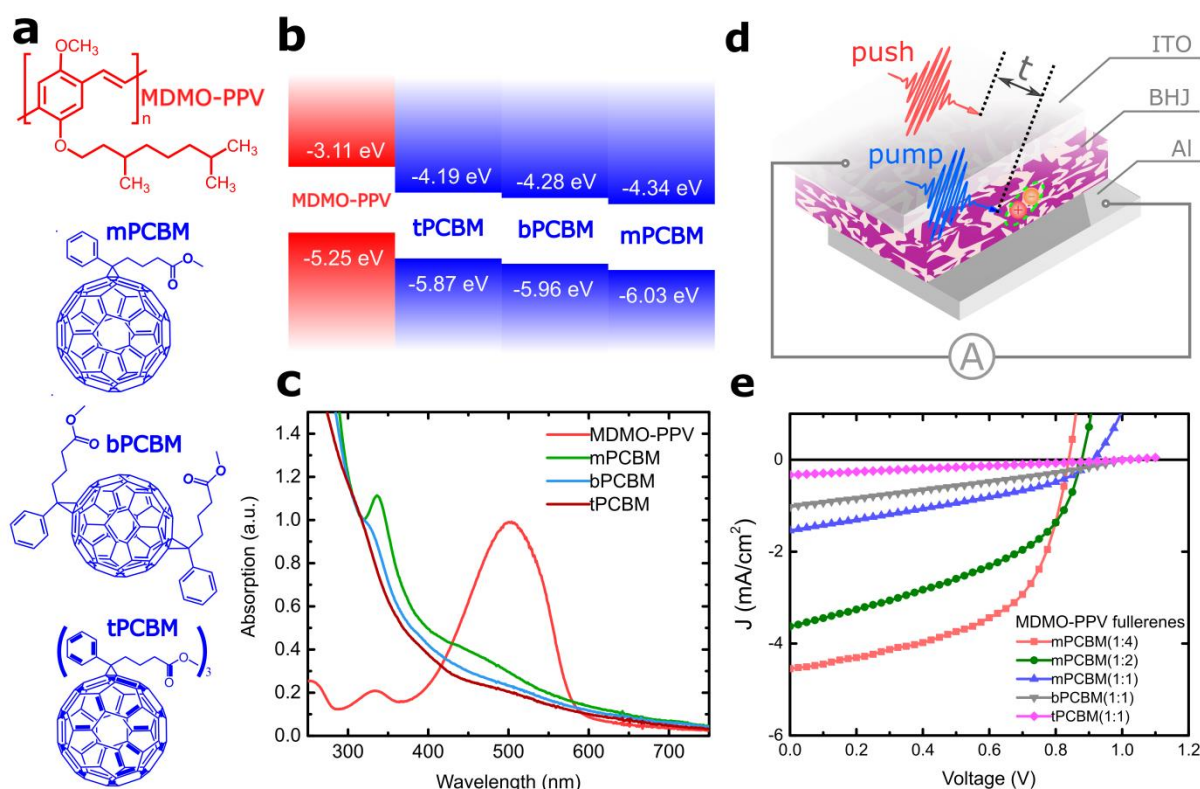 a
OCH3
[ ]n
MDMO-PPV
O
CH3
CH3
CH3
mPCBM
O
O
bPCBM
O
O
O
O
tPCBM
( )3
O
O
b
-3.11 eV
MDMO-PPV
-5.25 eV
-4.19 eV
tPCBM
-5.87 eV
-4.28 eV
bPCBM
-5.96 eV
-4.34 eV
mPCBM
-6.03 eV
c
Absorption (a.u.)
1.4
1.2
1.0
0.8
0.6
0.4
0.2
0.0
300 400 500 600 700
Wavelength (nm)
MDMO-PPV
mPCBM
bPCBM
tPCBM
d
push
t
pump
+
−
ITO
BHJ
Al
A
e
J (mA/cm2)
0
-2
-4
-6
0.0 0.2 0.4 0.6 0.8 1.0 1.2
Voltage (V)
MDMO-PPV fullerenes
mPCBM(1:4)
mPCBM(1:2)
mPCBM(1:1)
bPCBM(1:1)
tPCBM(1:1)